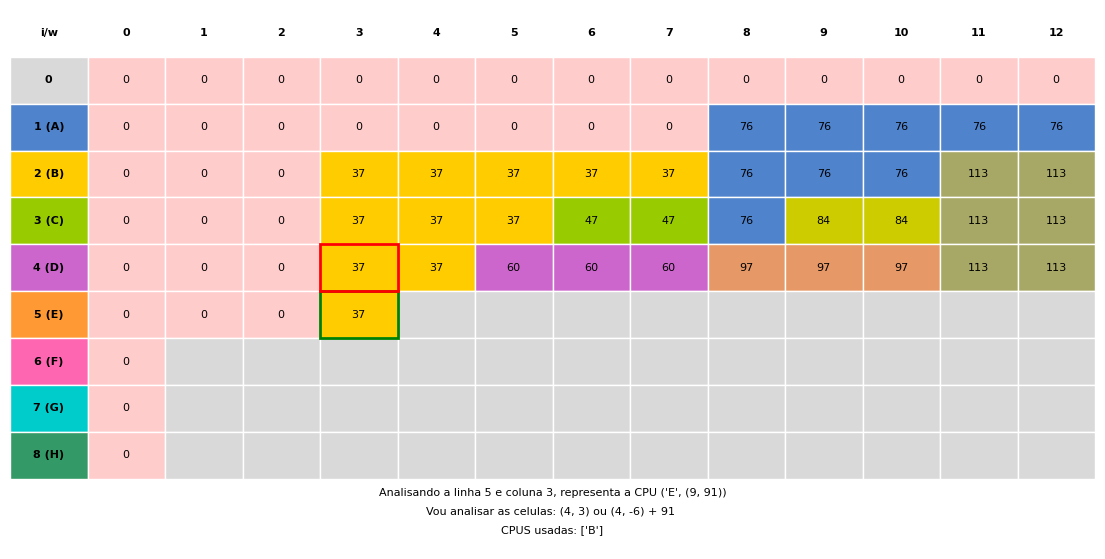 i/w 0 1 2 3 4 5 6 7 8 9 10 11 12
0 0 0 0 0 0 0 0 0 0 0 0 0 0
1 (A) 0 0 0 0 0 0 0 0 76 76 76 76 76
2 (B) 0 0 0 37 37 37 37 37 76 76 76 113 113
3 (C) 0 0 0 37 37 37 47 47 76 84 84 113 113
4 (D) 0 0 0 37 37 60 60 60 97 97 97 113 113
5 (E) 0 0 0 37
6 (F) 0
7 (G) 0
8 (H) 0
Analisando a linha 5 e coluna 3, representa a CPU ('E', (9, 91))
Vou analisar as celulas: (4, 3) ou (4, -6) + 91
CPUS usadas: ['B']